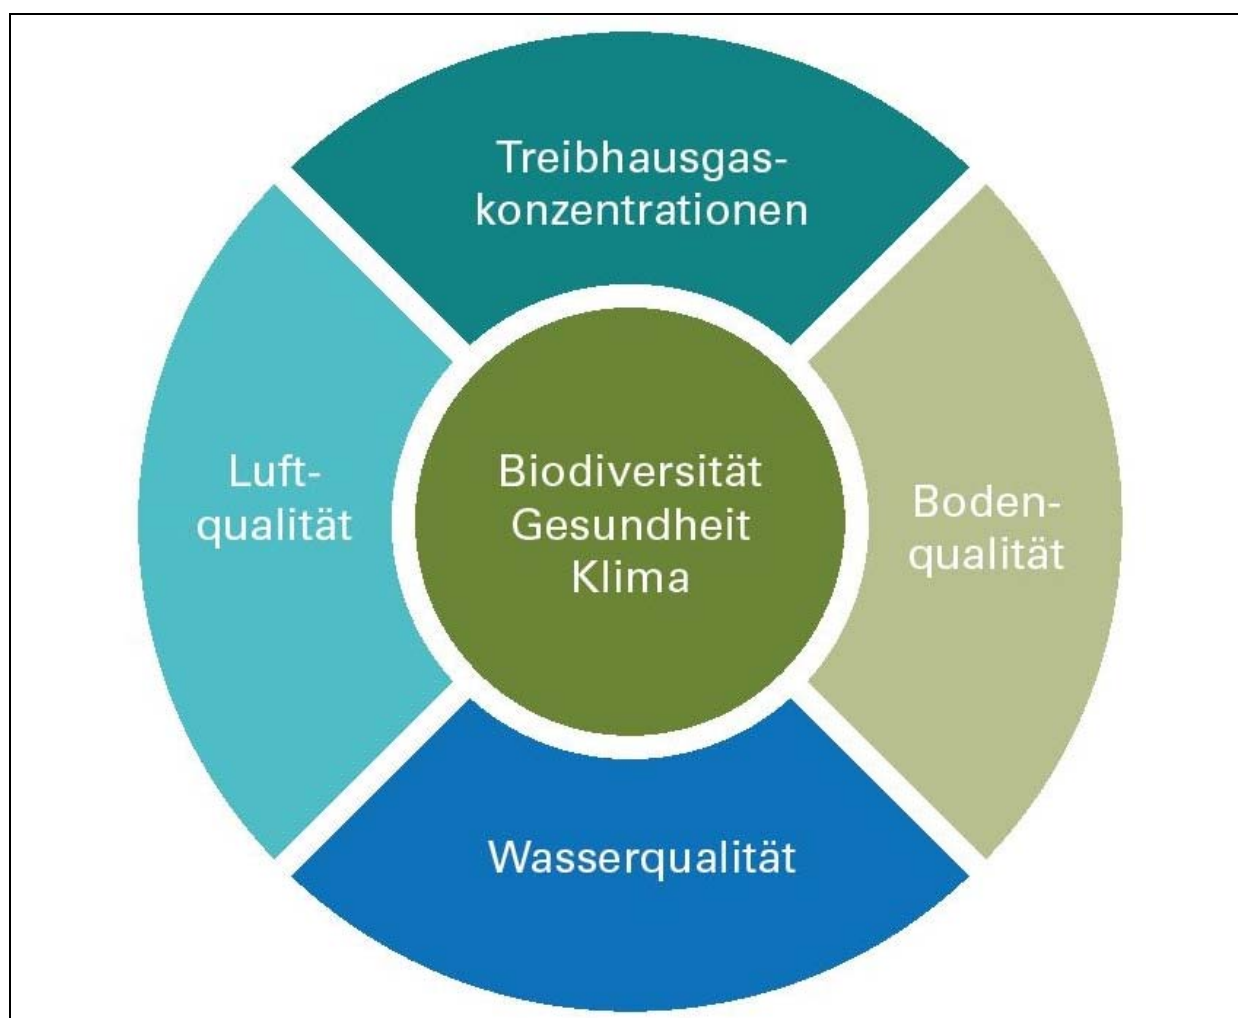 Treibhausgas-
konzentrationen
Luft-
qualität
Biodiversität
Gesundheit
Klima
Boden-
qualität
Wasserqualität